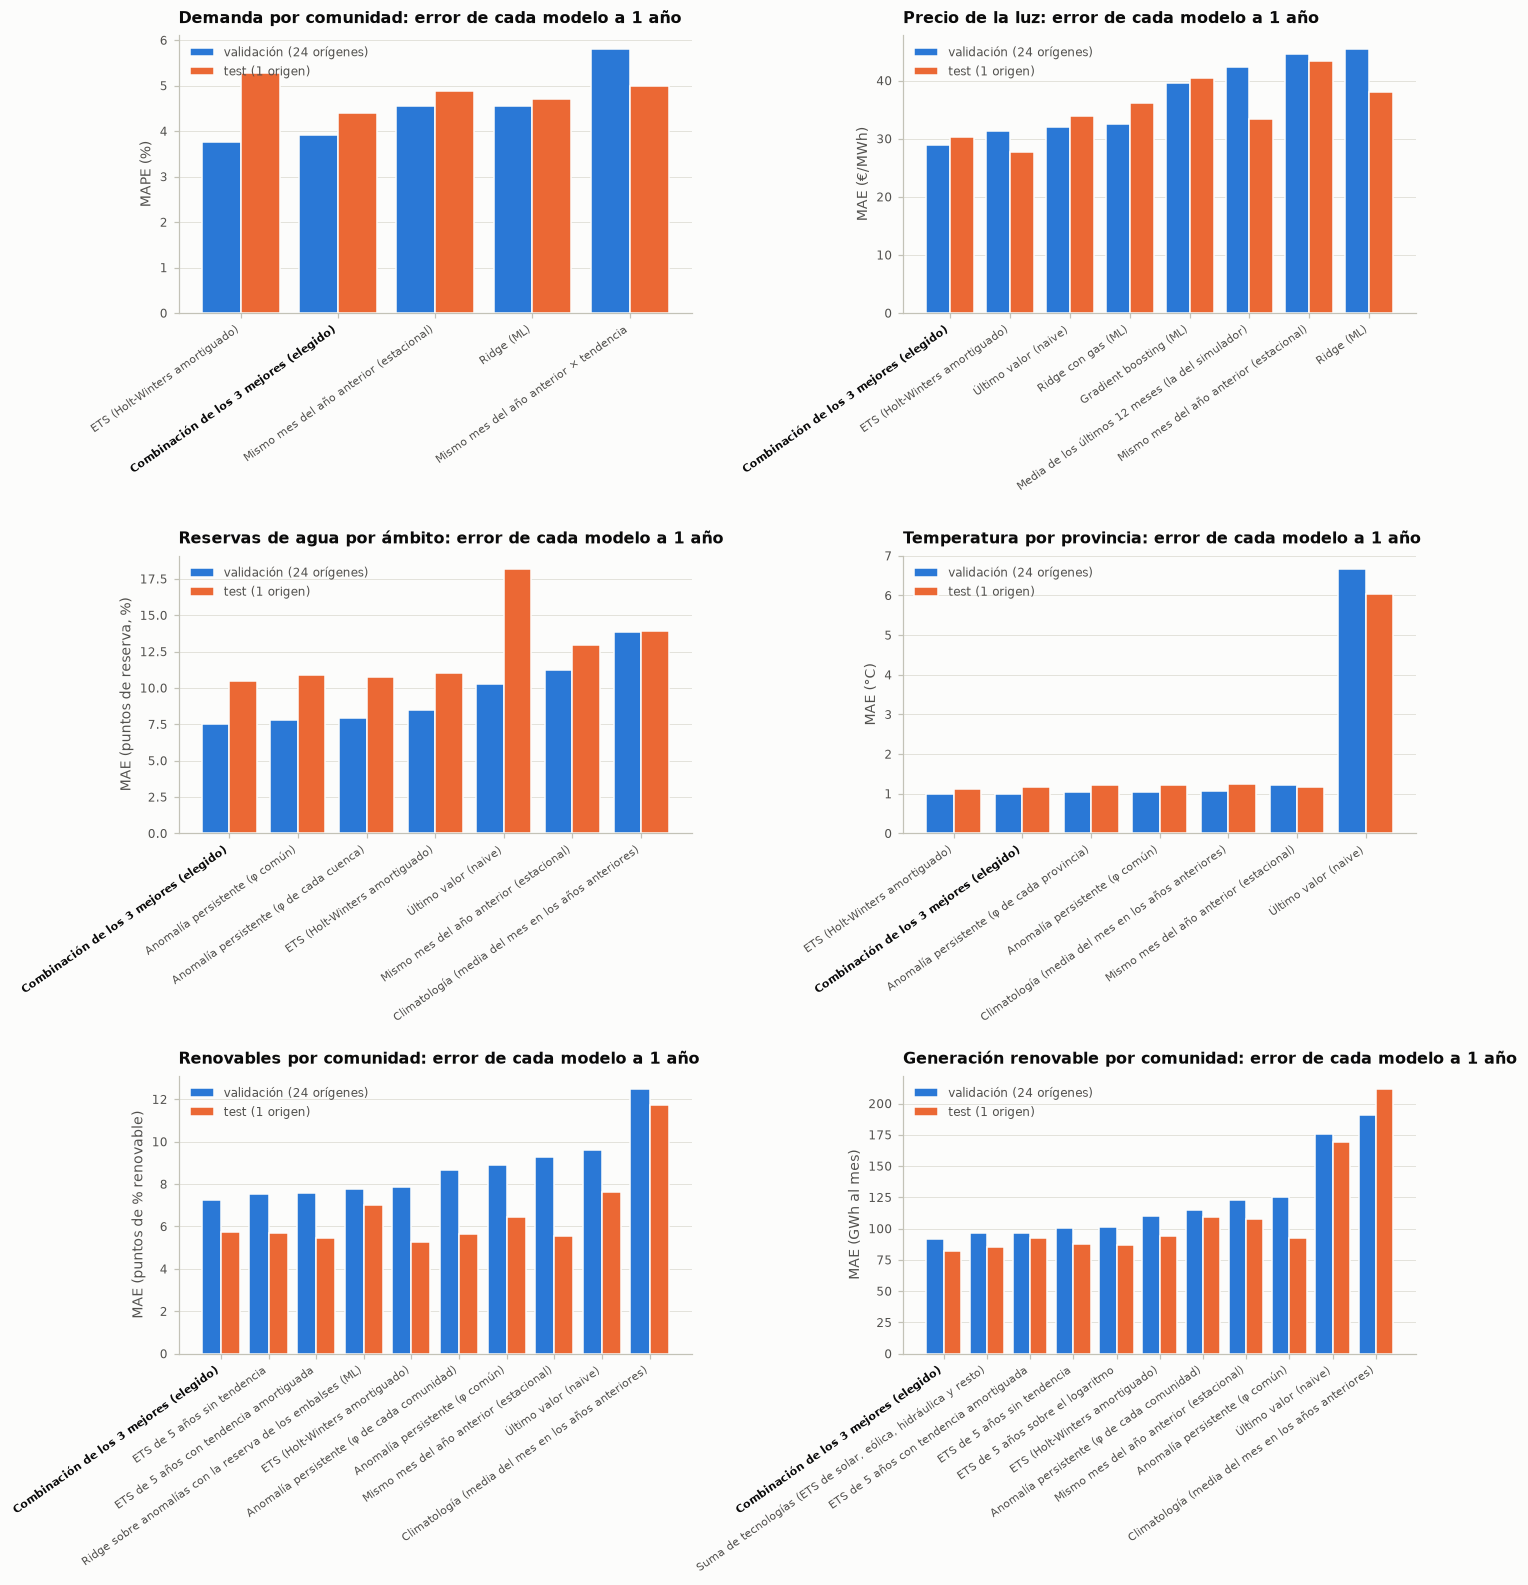 Demanda por comunidad: error de cada modelo a 1 año
validación (24 orígenes)
test (1 origen)
MAPE (%)
6
5
4
3
2
1
0
ETS (Holt-Winters amortiguado)
Combinación de los 3 mejores (elegido)
Mismo mes del año anterior (estacional)
Ridge (ML)
Mismo mes del año anterior × tendencia
Precio de la luz: error de cada modelo a 1 año
validación (24 orígenes)
test (1 origen)
MAE (€/MWh)
40
30
20
10
0
Combinación de los 3 mejores (elegido)
ETS (Holt-Winters amortiguado)
Último valor (naive)
Ridge con gas (ML)
Gradient boosting (ML)
Media de los últimos 12 meses (la del simulador)
Mismo mes del año anterior (estacional)
Ridge (ML)
Reservas de agua por ámbito: error de cada modelo a 1 año
validación (24 orígenes)
test (1 origen)
MAE (puntos de reserva, %)
17.5
15.0
12.5
10.0
7.5
5.0
2.5
0.0
Combinación de los 3 mejores (elegido)
Anomalía persistente (φ común)
Anomalía persistente (φ de cada cuenca)
ETS (Holt-Winters amortiguado)
Último valor (naive)
Mismo mes del año anterior (estacional)
Climatología (media del mes en los años anteriores)
Temperatura por provincia: error de cada modelo a 1 año
validación (24 orígenes)
test (1 origen)
MAE (°C)
7
6
5
4
3
2
1
0
ETS (Holt-Winters amortiguado)
Combinación de los 3 mejores (elegido)
Anomalía persistente (φ de cada provincia)
Anomalía persistente (φ común)
Climatología (media del mes en los años anteriores)
Mismo mes del año anterior (estacional)
Último valor (naive)
Renovables por comunidad: error de cada modelo a 1 año
validación (24 orígenes)
test (1 origen)
MAE (puntos de % renovable)
12
10
8
6
4
2
0
Combinación de los 3 mejores (elegido)
ETS de 5 años sin tendencia
ETS de 5 años con tendencia amortiguada
Ridge sobre anomalías con la reserva de los embalses (ML)
ETS (Holt-Winters amortiguado)
Anomalía persistente (φ de cada comunidad)
Anomalía persistente (φ común)
Mismo mes del año anterior (estacional)
Último valor (naive)
Climatología (media del mes en los años anteriores)
Generación renovable por comunidad: error de cada modelo a 1 año
validación (24 orígenes)
test (1 origen)
MAE (GWh al mes)
200
175
150
125
100
75
50
25
0
Combinación de los 3 mejores (elegido)
Suma de tecnologías (ETS de solar, eólica, hidráulica y resto)
ETS de 5 años con tendencia amortiguada
ETS de 5 años sin tendencia
ETS de 5 años sobre el logaritmo
ETS (Holt-Winters amortiguado)
Anomalía persistente (φ de cada comunidad)
Mismo mes del año anterior (estacional)
Anomalía persistente (φ común)
Último valor (naive)
Climatología (media del mes en los años anteriores)